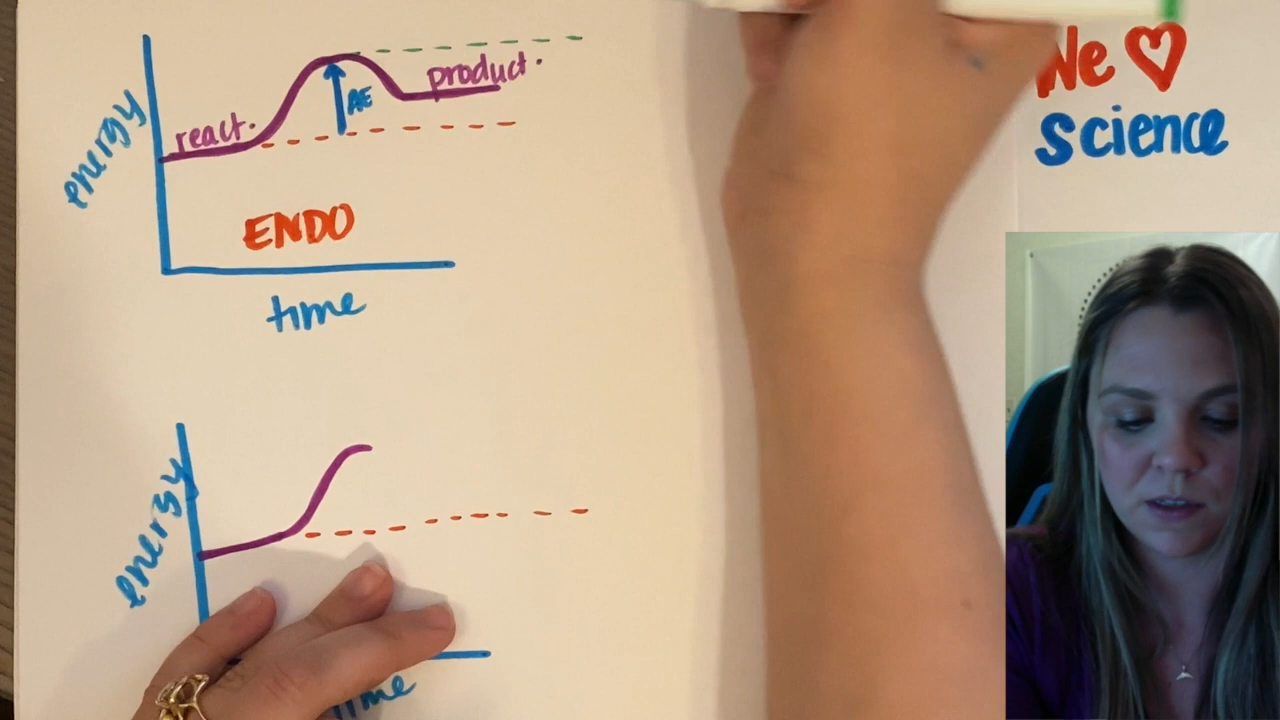 energy
react.
product.
AE
ENDO
time
We ♡
science
energy
time